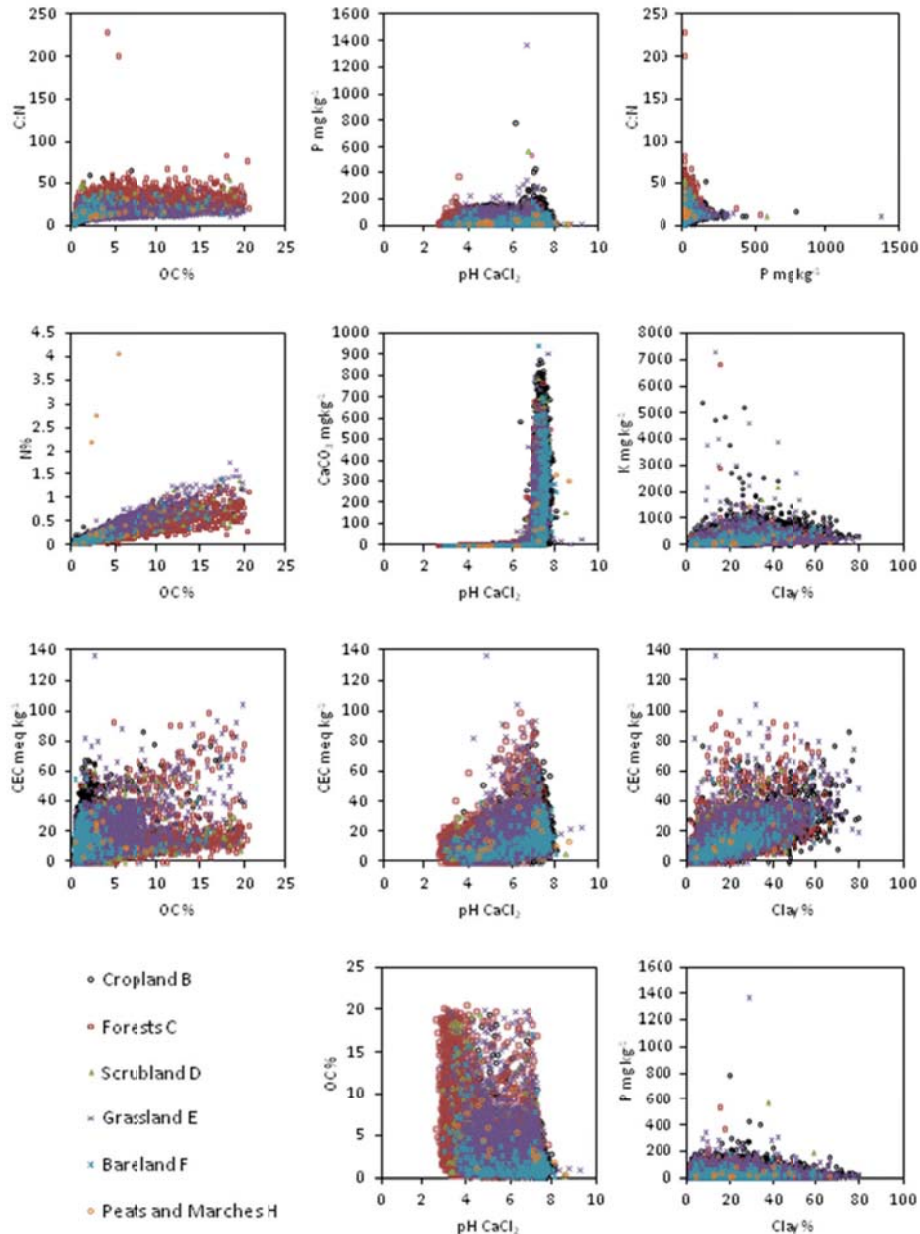 250
200
150
100
50
0
C:N
0 5 10 15 20 25
OC%
1600
1400
1200
1000
800
600
400
200
0
P mg kg-1
0 2 4 6 8 10
pH CaCl2
250
200
150
100
50
0
C:N
0 500 1000 1500
P mg kg-1
4.5
4
3.5
3
2.5
2
1.5
1
0.5
0
N%
0 5 10 15 20 25
OC%
1000
900
800
700
600
500
400
300
200
100
0
CaCO3 mg kg-1
0 2 4 6 8 10
pH CaCl2
8000
7000
6000
5000
4000
3000
2000
1000
0
K mg kg-1
0 20 40 60 80 100
Clay%
140
120
100
80
60
40
20
0
CEC meq kg-1
0 5 10 15 20 25
OC%
140
120
100
80
60
40
20
0
CEC meq kg-1
0 2 4 6 8 10
pH CaCl2
140
120
100
80
60
40
20
0
CEC meq kg-1
0 20 40 60 80 100
Clay%
Cropland B
Forests C
Scrubland D
Grassland E
Bareland F
Peats and Marches H
25
20
15
10
5
0
OC%
0 2 4 6 8 10
pH CaCl2
1600
1400
1200
1000
800
600
400
200
0
P mg kg-1
0 20 40 60 80 100
Clay%